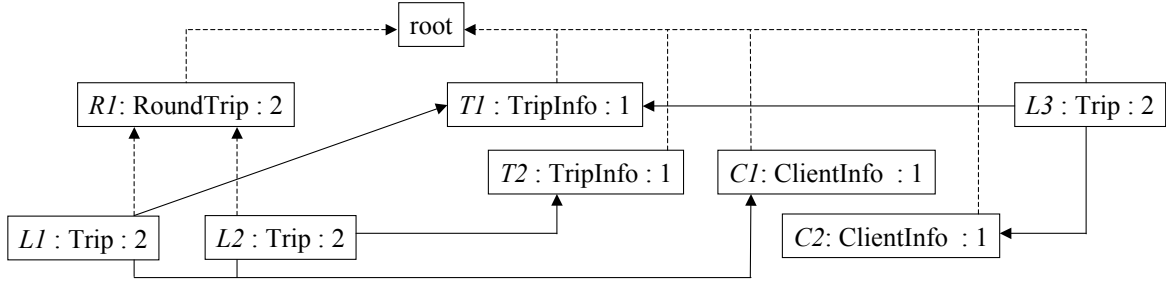 root
R1: RoundTrip : 2
T1: TripInfo : 1
L3: Trip: 2
T2 : TripInfo : 1
C1: ClientInfo : 1
L1 : Trip: 2
L2 : Trip: 2
C2: ClientInfo : 1